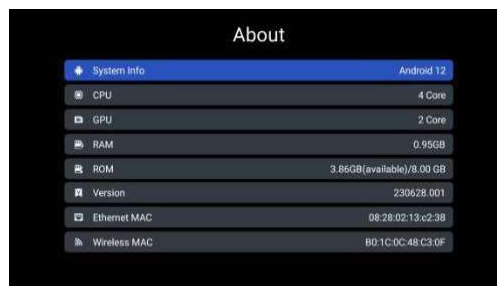 About
System Info Android 12
CPU 4 Core
GPU 2 Core
RAM 0.95GB
ROM 3.86GB(available)/8.00 GB
Version 230628.001
Ethernet MAC 08:28:02:13:c2:38
Wireless MAC B0:1C:0C:48:C3:0F